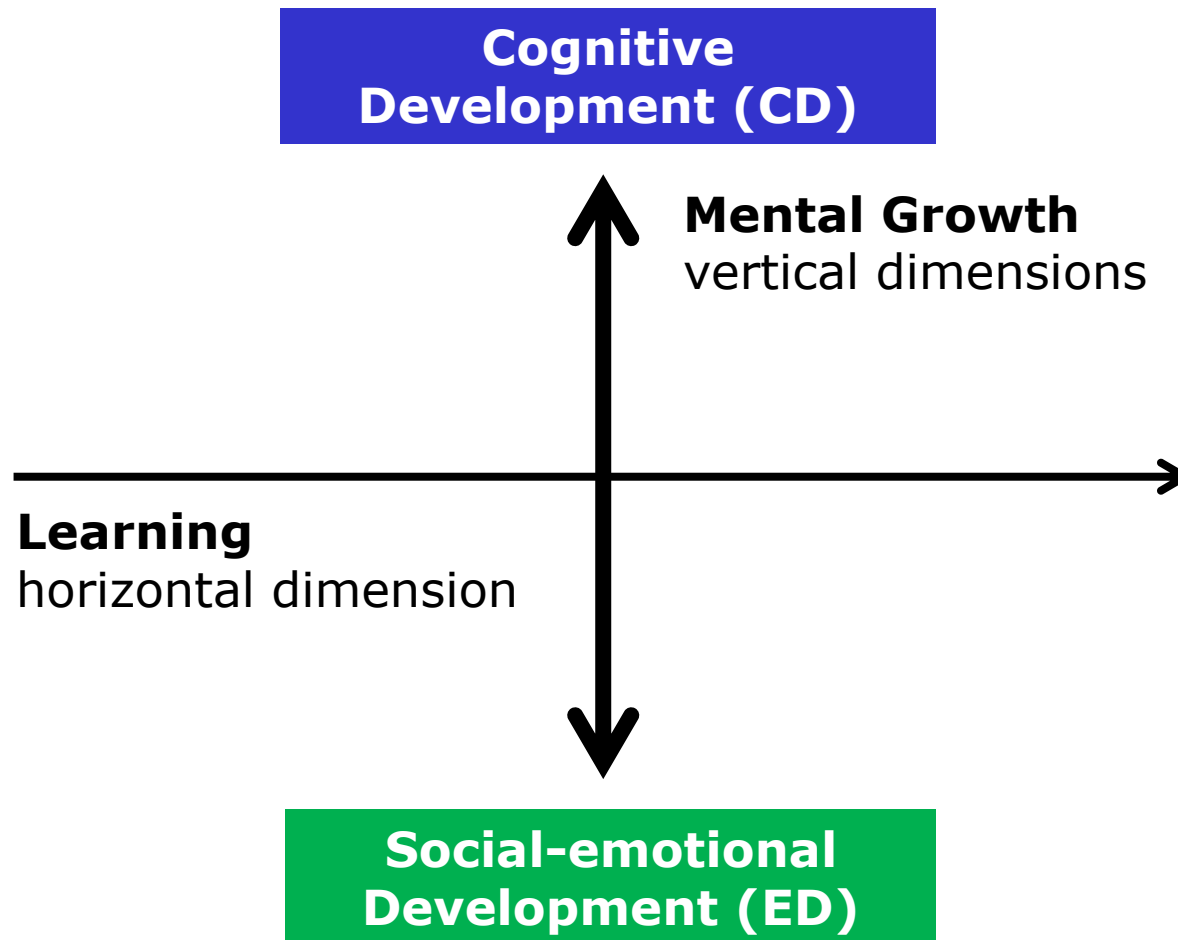 Cognitive
Development (CD)
Mental Growth
vertical dimensions
Learning
horizontal dimension
Social-emotional
Development (ED)